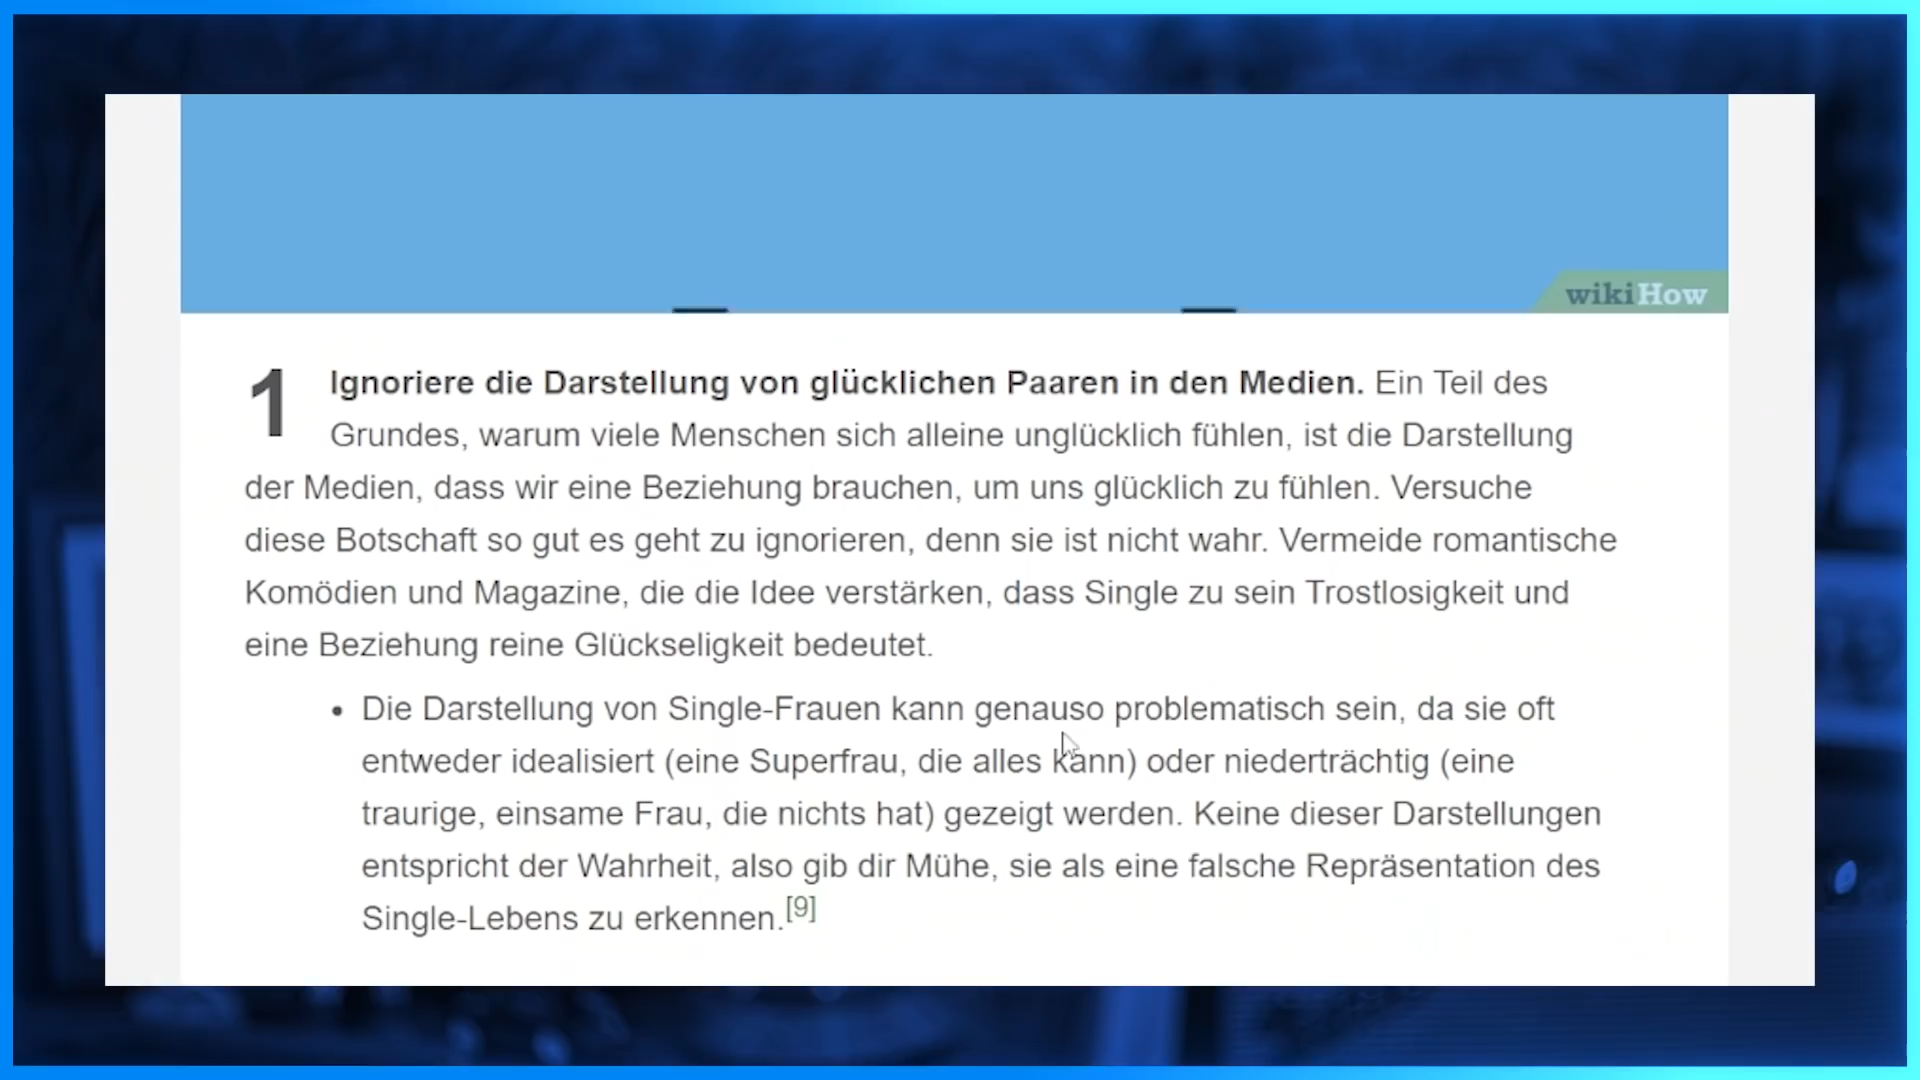 wikiHow
1 Ignoriere die Darstellung von glücklichen Paaren in den Medien. Ein Teil des
Grundes, warum viele Menschen sich alleine unglücklich fühlen, ist die Darstellung
der Medien, dass wir eine Beziehung brauchen, um uns glücklich zu fühlen. Versuche
diese Botschaft so gut es geht zu ignorieren, denn sie ist nicht wahr. Vermeide romantische
Komödien und Magazine, die die Idee verstärken, dass Single zu sein Trostlosigkeit und
eine Beziehung reine Glückseligkeit bedeutet.
• Die Darstellung von Single-Frauen kann genauso problematisch sein, da sie oft
entweder idealisiert (eine Superfrau, die alles kann) oder niederträchtig (eine
traurige, einsame Frau, die nichts hat) gezeigt werden. Keine dieser Darstellungen
entspricht der Wahrheit, also gib dir Mühe, sie als eine falsche Repräsentation des
Single-Lebens zu erkennen.[9]